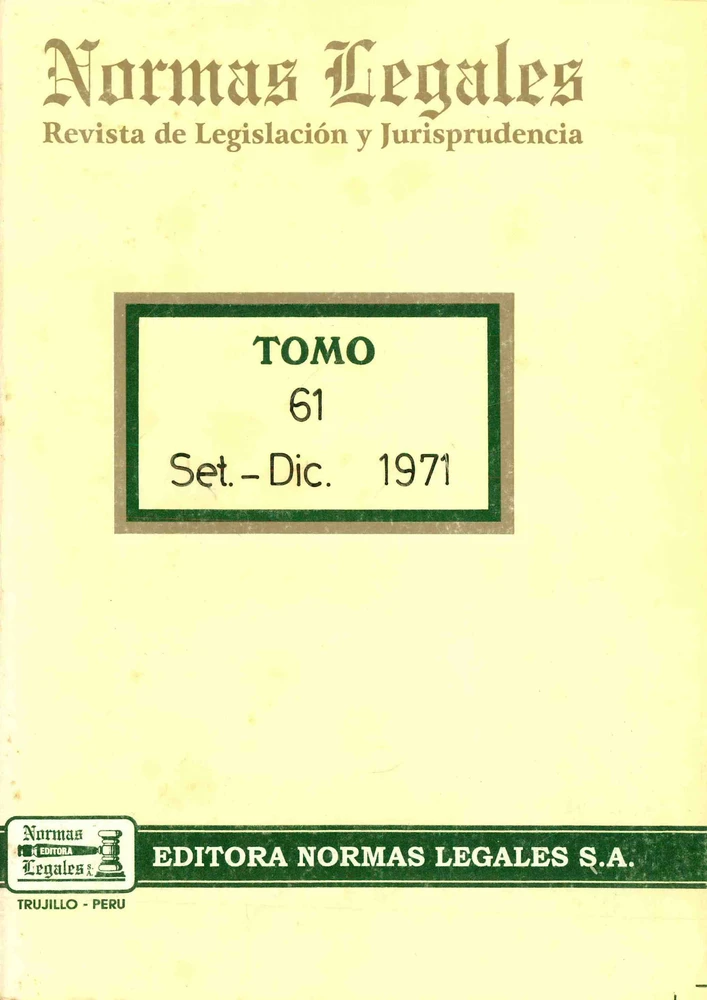 Normas Legales
Revista de Legislación y Jurisprudencia
TOMO
61
Set. - Dic. 1971
Normas
EDITORA
Legales S.A.
EDITORA NORMAS LEGALES S.A.
TRUJILLO - PERU